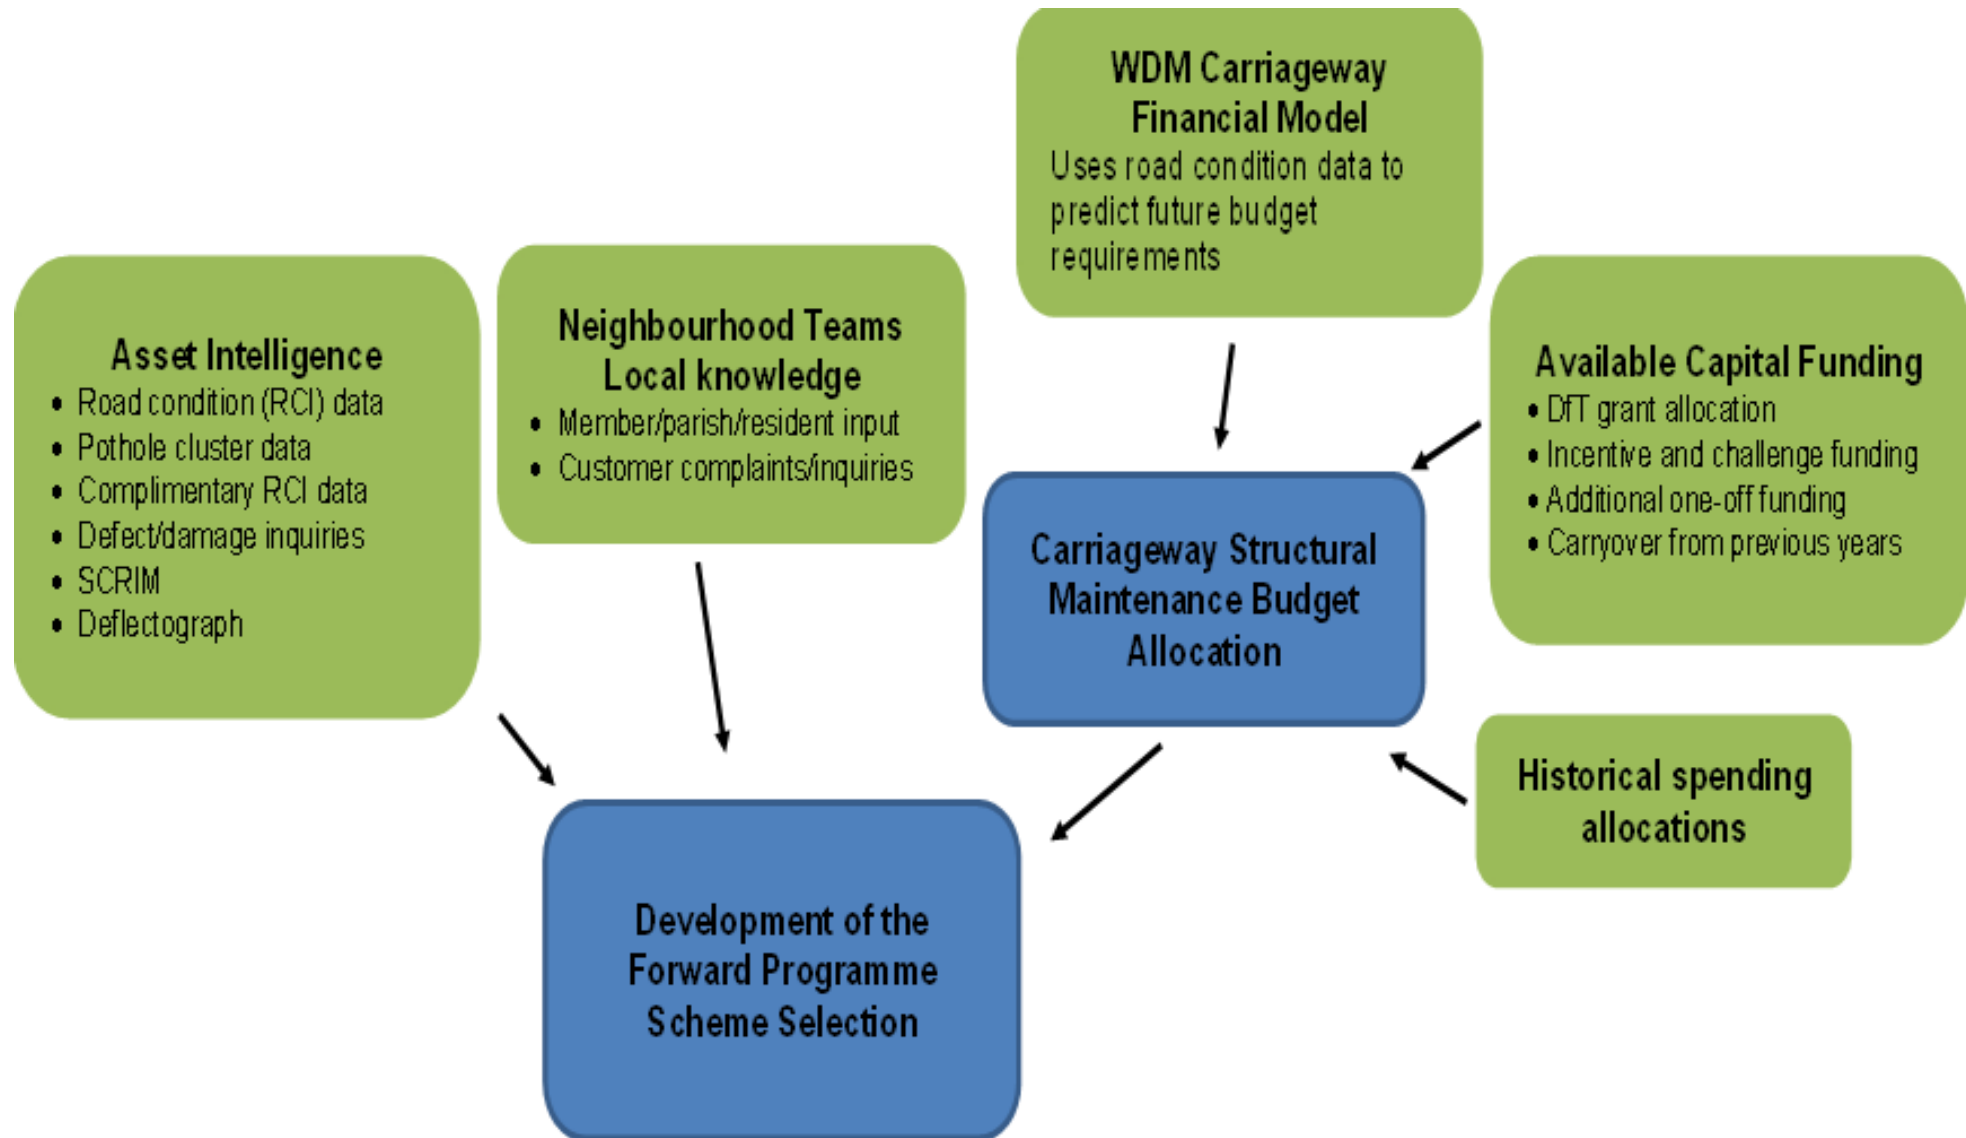 WDM Carriageway
Financial Model
Uses road condition data to
predict future budget
requirements
Asset Intelligence
• Road condition (RCI) data
• Pothole cluster data
• Complimentary RCI data
• Defect/damage inquiries
• SCRIM
• Deflectograph
Neighbourhood Teams
Local knowledge
• Member/parish/resident input
• Customer complaints/inquiries
Available Capital Funding
• DfT grant allocation
• Incentive and challenge funding
• Additional one-off funding
• Carryover from previous years
Carriageway Structural
Maintenance Budget
Allocation
Historical spending
allocations
Development of the
Forward Programme
Scheme Selection